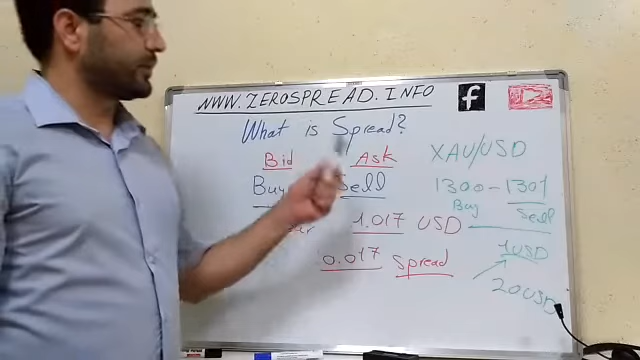 WWW.ZEROSPREAD.INFO
f
What is Spread?
Bid Ask
Buy Sell
1.017 USD
0.017 Spread
XAU/USD
1300-1301
Buy Sell
1USD
20USD